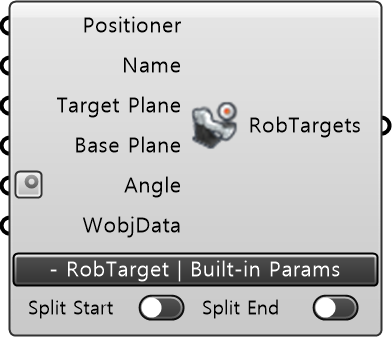 Positioner
Name
Target Plane
Base Plane
Angle
WobjData
RobTargets
- RobTarget | Built-in Params
Split Start Split End